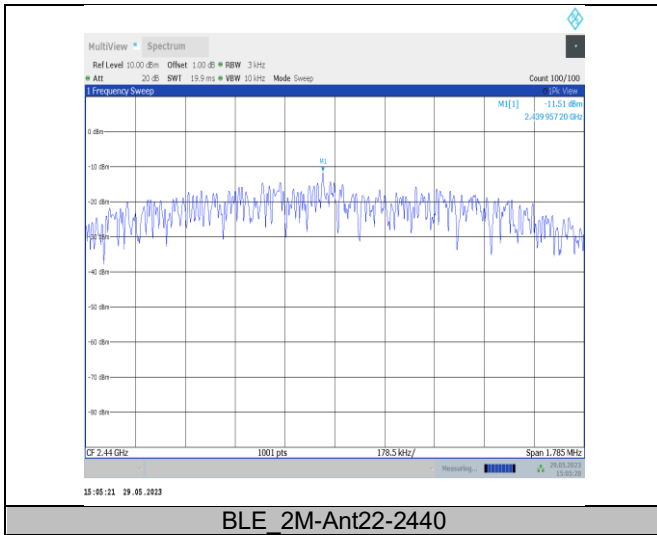 MultiView Spectrum
Ref Level 10.00 dBm Offset 1.00 dB RBW 3 kHz
Att 20 dB SWT 19.9 ms VBW 10 kHz Mode Sweep Count 100/100
1 Frequency Sweep 1Pk View
M1[1] -11.51 dBm
2.439 957 20 GHz
0 dBm
M1
-10 dBm
-20 dBm
-30 dBm
-40 dBm
-50 dBm
-60 dBm
-70 dBm
-80 dBm
CF 2.44 GHz 1001 pts 178.5 kHz/ Span 1.785 MHz
Measuring... 29.05.2023
15:05:20
15:05:21 29.05.2023
BLE_2M-Ant22-2440